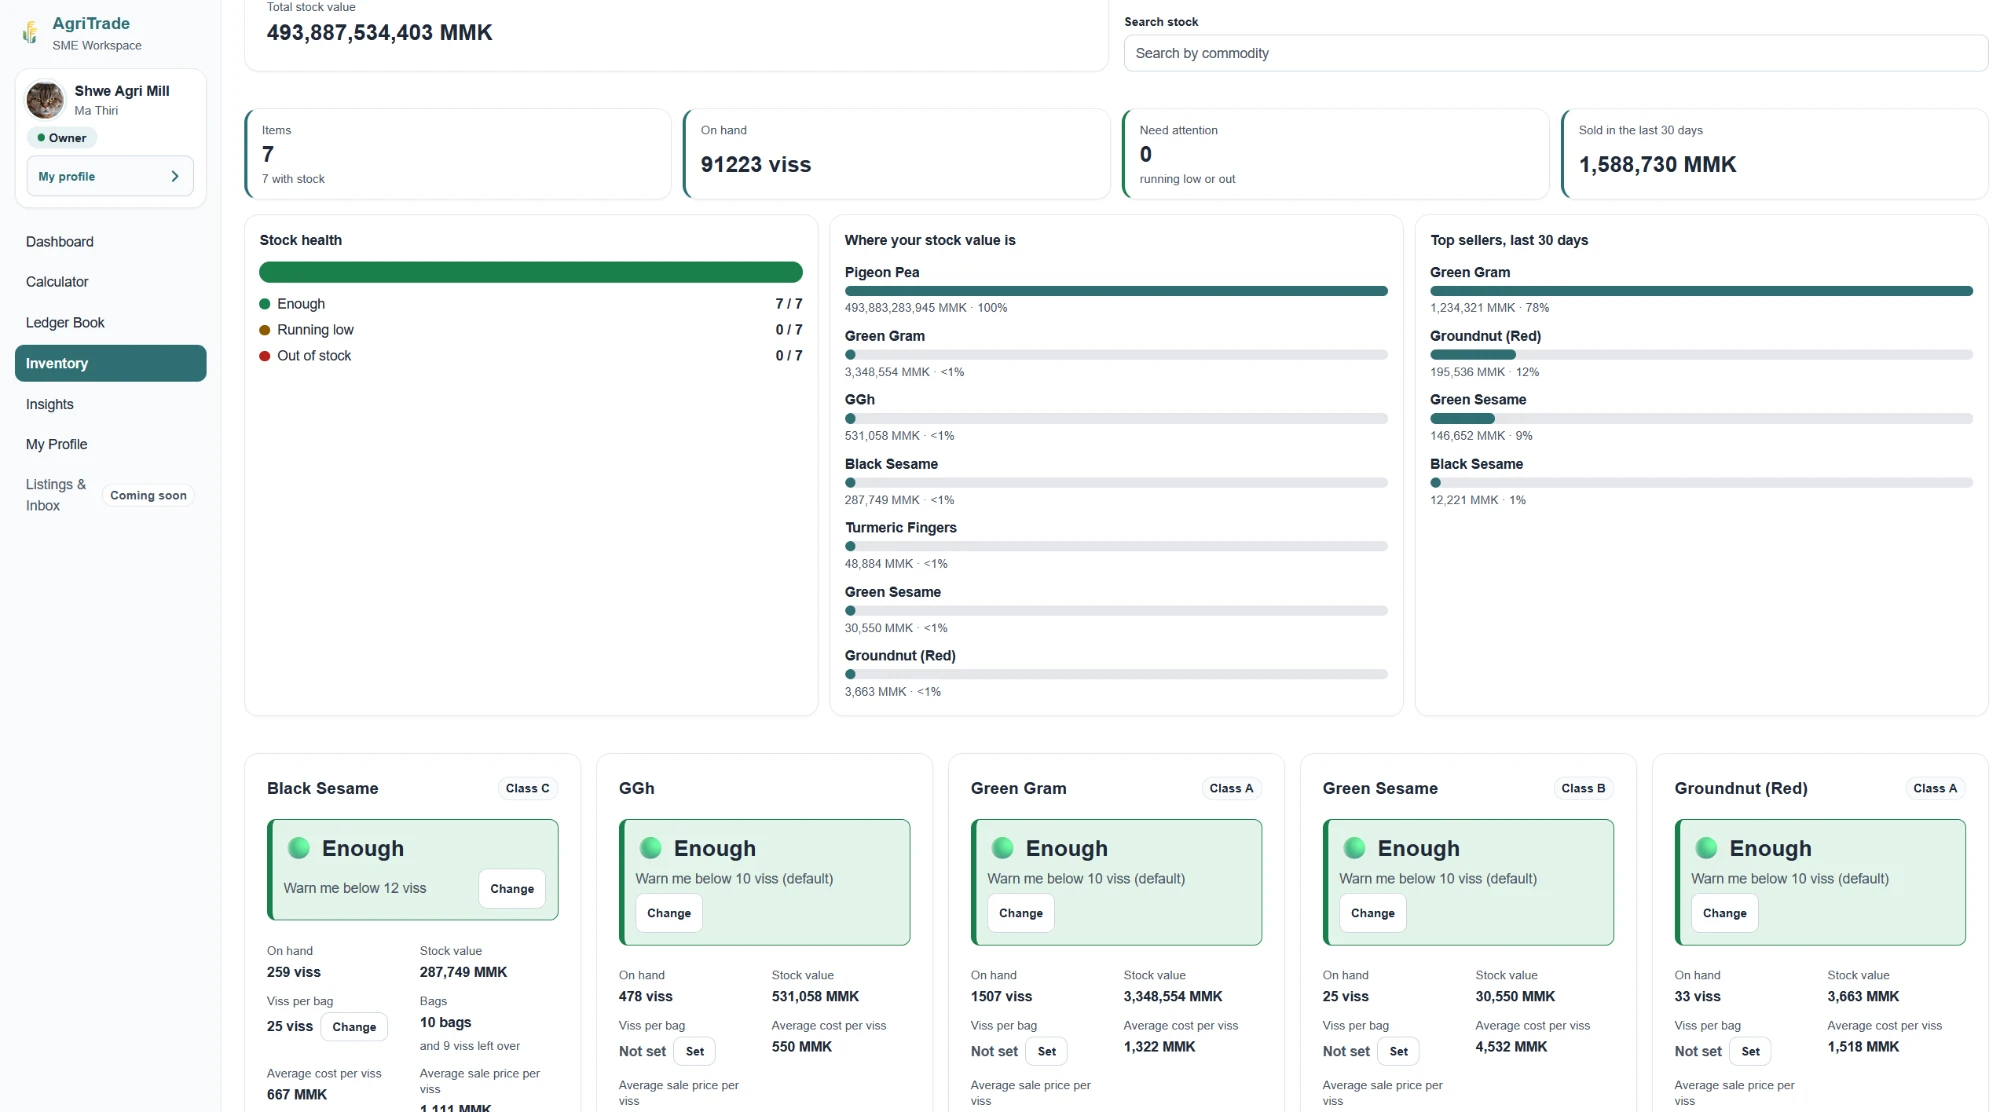 AgriTrade
SME Workspace
Shwe Agri Mill
Ma Thiri
Owner
My profile
Dashboard
Calculator
Ledger Book
Inventory
Insights
My Profile
Listings &
Inbox
Coming soon
Total stock value
493,887,534,403 MMK
Search stock
Search by commodity
Items
7
7 with stock
On hand
91223 viss
Need attention
0
running low or out
Sold in the last 30 days
1,588,730 MMK
Stock health
Enough 7 / 7
Running low 0 / 7
Out of stock 0 / 7
Where your stock value is
Pigeon Pea
493,883,283,945 MMK · 100%
Green Gram
3,348,554 MMK · <1%
GGh
531,058 MMK · <1%
Black Sesame
287,749 MMK · <1%
Turmeric Fingers
48,884 MMK · <1%
Green Sesame
30,550 MMK · <1%
Groundnut (Red)
3,663 MMK · <1%
Top sellers, last 30 days
Green Gram
1,234,321 MMK · 78%
Groundnut (Red)
195,536 MMK · 12%
Green Sesame
146,652 MMK · 9%
Black Sesame
12,221 MMK · 1%
Black Sesame Class C
Enough
Warn me below 12 viss Change
On hand Stock value
259 viss 287,749 MMK
Viss per bag Bags
25 viss Change 10 bags
and 9 viss left over
Average cost per viss Average sale price per
viss
667 MMK 1,111 MMK
GGh
Enough
Warn me below 10 viss (default)
Change
On hand Stock value
478 viss 531,058 MMK
Viss per bag Average cost per viss
Not set Set 550 MMK
Average sale price per
viss
Green Gram Class A
Enough
Warn me below 10 viss (default)
Change
On hand Stock value
1507 viss 3,348,554 MMK
Viss per bag Average cost per viss
Not set Set 1,322 MMK
Average sale price per
viss
Green Sesame Class B
Enough
Warn me below 10 viss (default)
Change
On hand Stock value
25 viss 30,550 MMK
Viss per bag Average cost per viss
Not set Set 4,532 MMK
Average sale price per
viss
Groundnut (Red) Class A
Enough
Warn me below 10 viss (default)
Change
On hand Stock value
33 viss 3,663 MMK
Viss per bag Average cost per viss
Not set Set 1,518 MMK
Average sale price per
viss